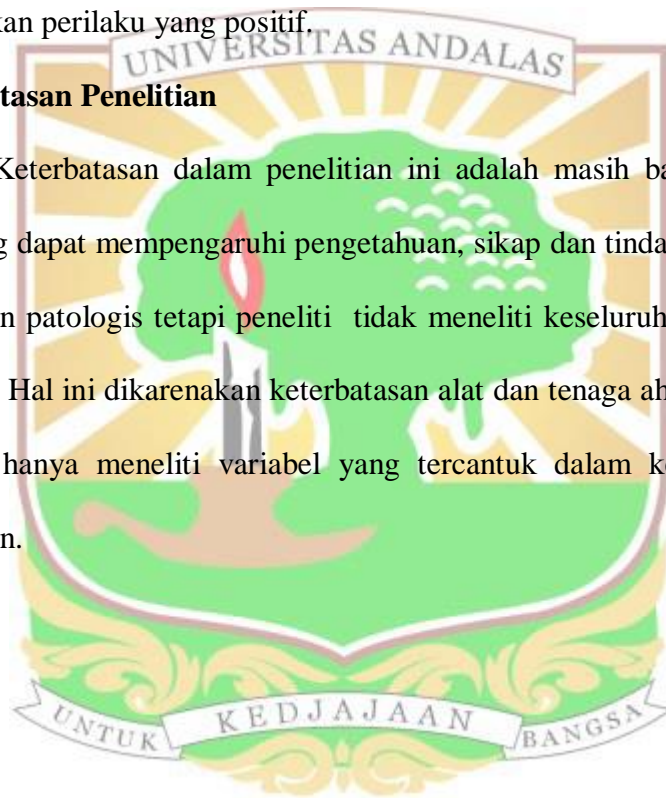 kan perilaku yang positif.
UNIVERSITAS ANDALAS
tasan Penelitian
Keterbatasan dalam penelitian ini adalah masih ba
g dapat mempengaruhi pengetahuan, sikap dan tinda
n patologis tetapi peneliti tidak meneliti keseluruh
Hal ini dikarenakan keterbatasan alat dan tenaga ah
hanya meneliti variabel yang tercantuk dalam k
n.
UNTUK KEDJAJAAN BANGSA